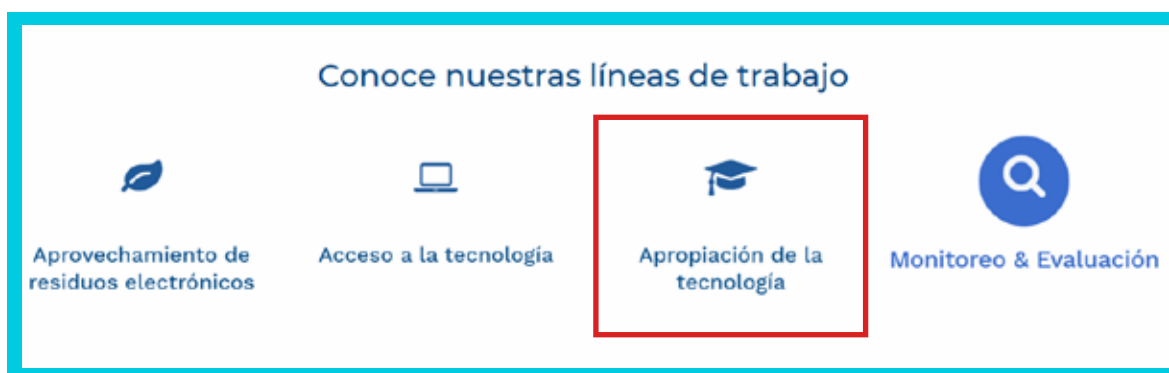 Conoce nuestras líneas de trabajo
Aprovechamiento de
residuos electrónicos
Acceso a la tecnología
Apropiación de la
tecnología
Monitoreo & Evaluación